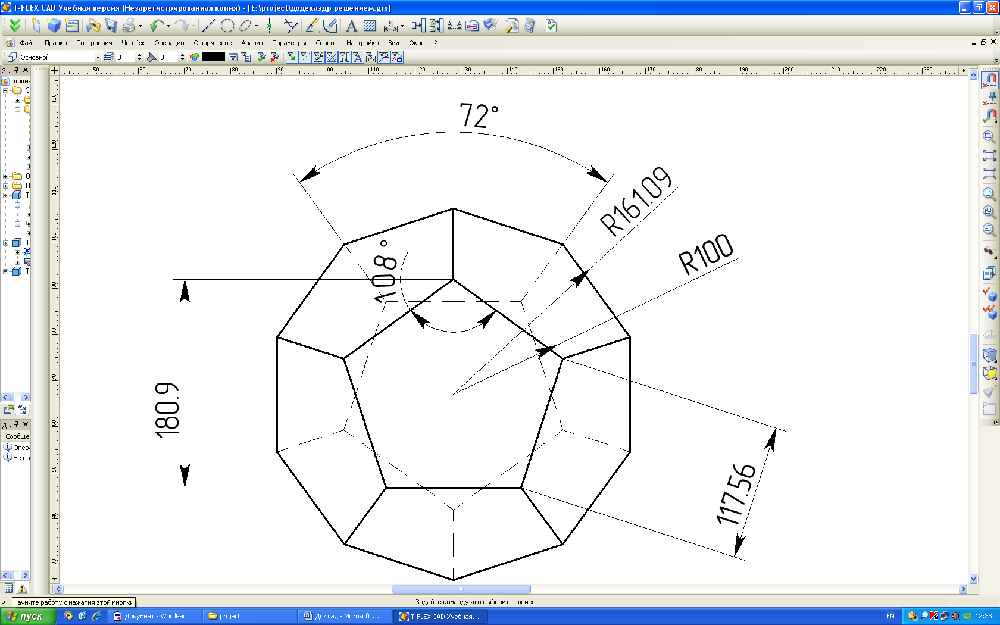 T-FLEX CAD Учебная версия (Незарегистрированная копия) - [E:\project\додекаэдр решением.grs]
Файл Правка Построения Чертёж Операции Оформление Анализ Параметры Сервис Настройка Вид Окно ?
Основной 0 0
З..
50 60 70 80 90 100 110 120 130 140 150 160 170 180 190 200 210 220 230
додек
130
120
110
100
90
80
70
60
50
40
30
72°
R161.09
R100
108°
180.9
117.56
Д..
Сообще
Опера
Не на
> Начните работу с нажатия этой кнопки
Задайте команду или выберите элемент
пуск
Документ - WordPad
project
Доклад - Microsoft ...
T-FLEX CAD Учебная...
EN
12:38